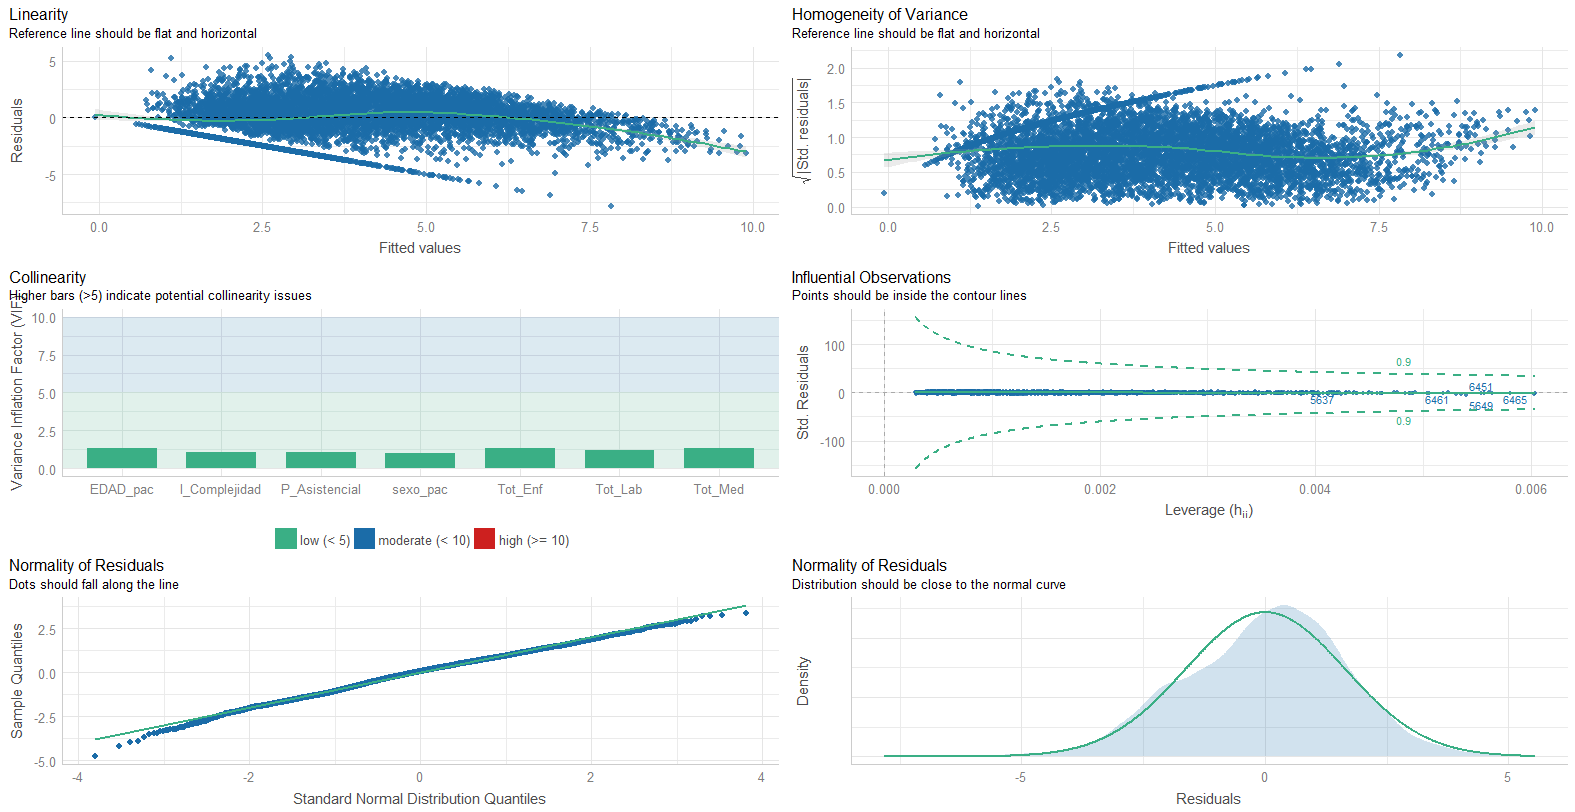 Linearity
Reference line should be flat and horizontal
Residuals
5
0
-5
0.0
2.5
5.0
7.5
10.0
Fitted values
Homogeneity of Variance
Reference line should be flat and horizontal
√|Std. residuals|
2.0
1.5
1.0
0.5
0.0
0.0
2.5
5.0
7.5
10.0
Fitted values
Collinearity
Higher bars (>5) indicate potential collinearity issues
Variance Inflation Factor (VIF)
10.0
7.5
5.0
2.5
0.0
EDAD_pac
I_Complejidad
P_Asistencial
sexo_pac
Tot_Enf
Tot_Lab
Tot_Med
low (< 5)
moderate (< 10)
high (>= 10)
Influential Observations
Points should be inside the contour lines
Std. Residuals
100
0
-100
0.9
6451
5637
6461
5649
6465
0.9
0.000
0.002
0.004
0.006
Leverage (hii)
Normality of Residuals
Dots should fall along the line
Sample Quantiles
2.5
0.0
-2.5
-5.0
-4
-2
0
2
4
Standard Normal Distribution Quantiles
Normality of Residuals
Distribution should be close to the normal curve
Density
-5
0
5
Residuals